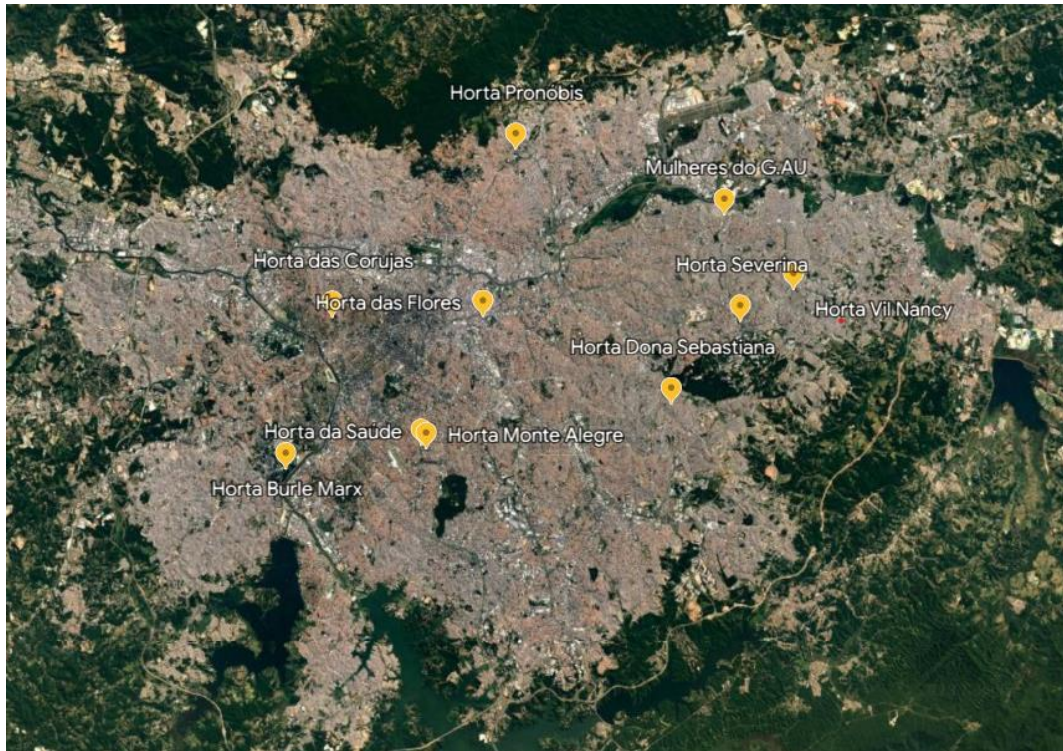 Horta Pronóbis
Mulheres do G.AU
Horta das Corujas
Horta Severina
Horta das Flores
Horta Vil Nancy
Horta Dona Sebastiana
Horta da Saúde
Horta Monte Alegre
Horta Burle Marx